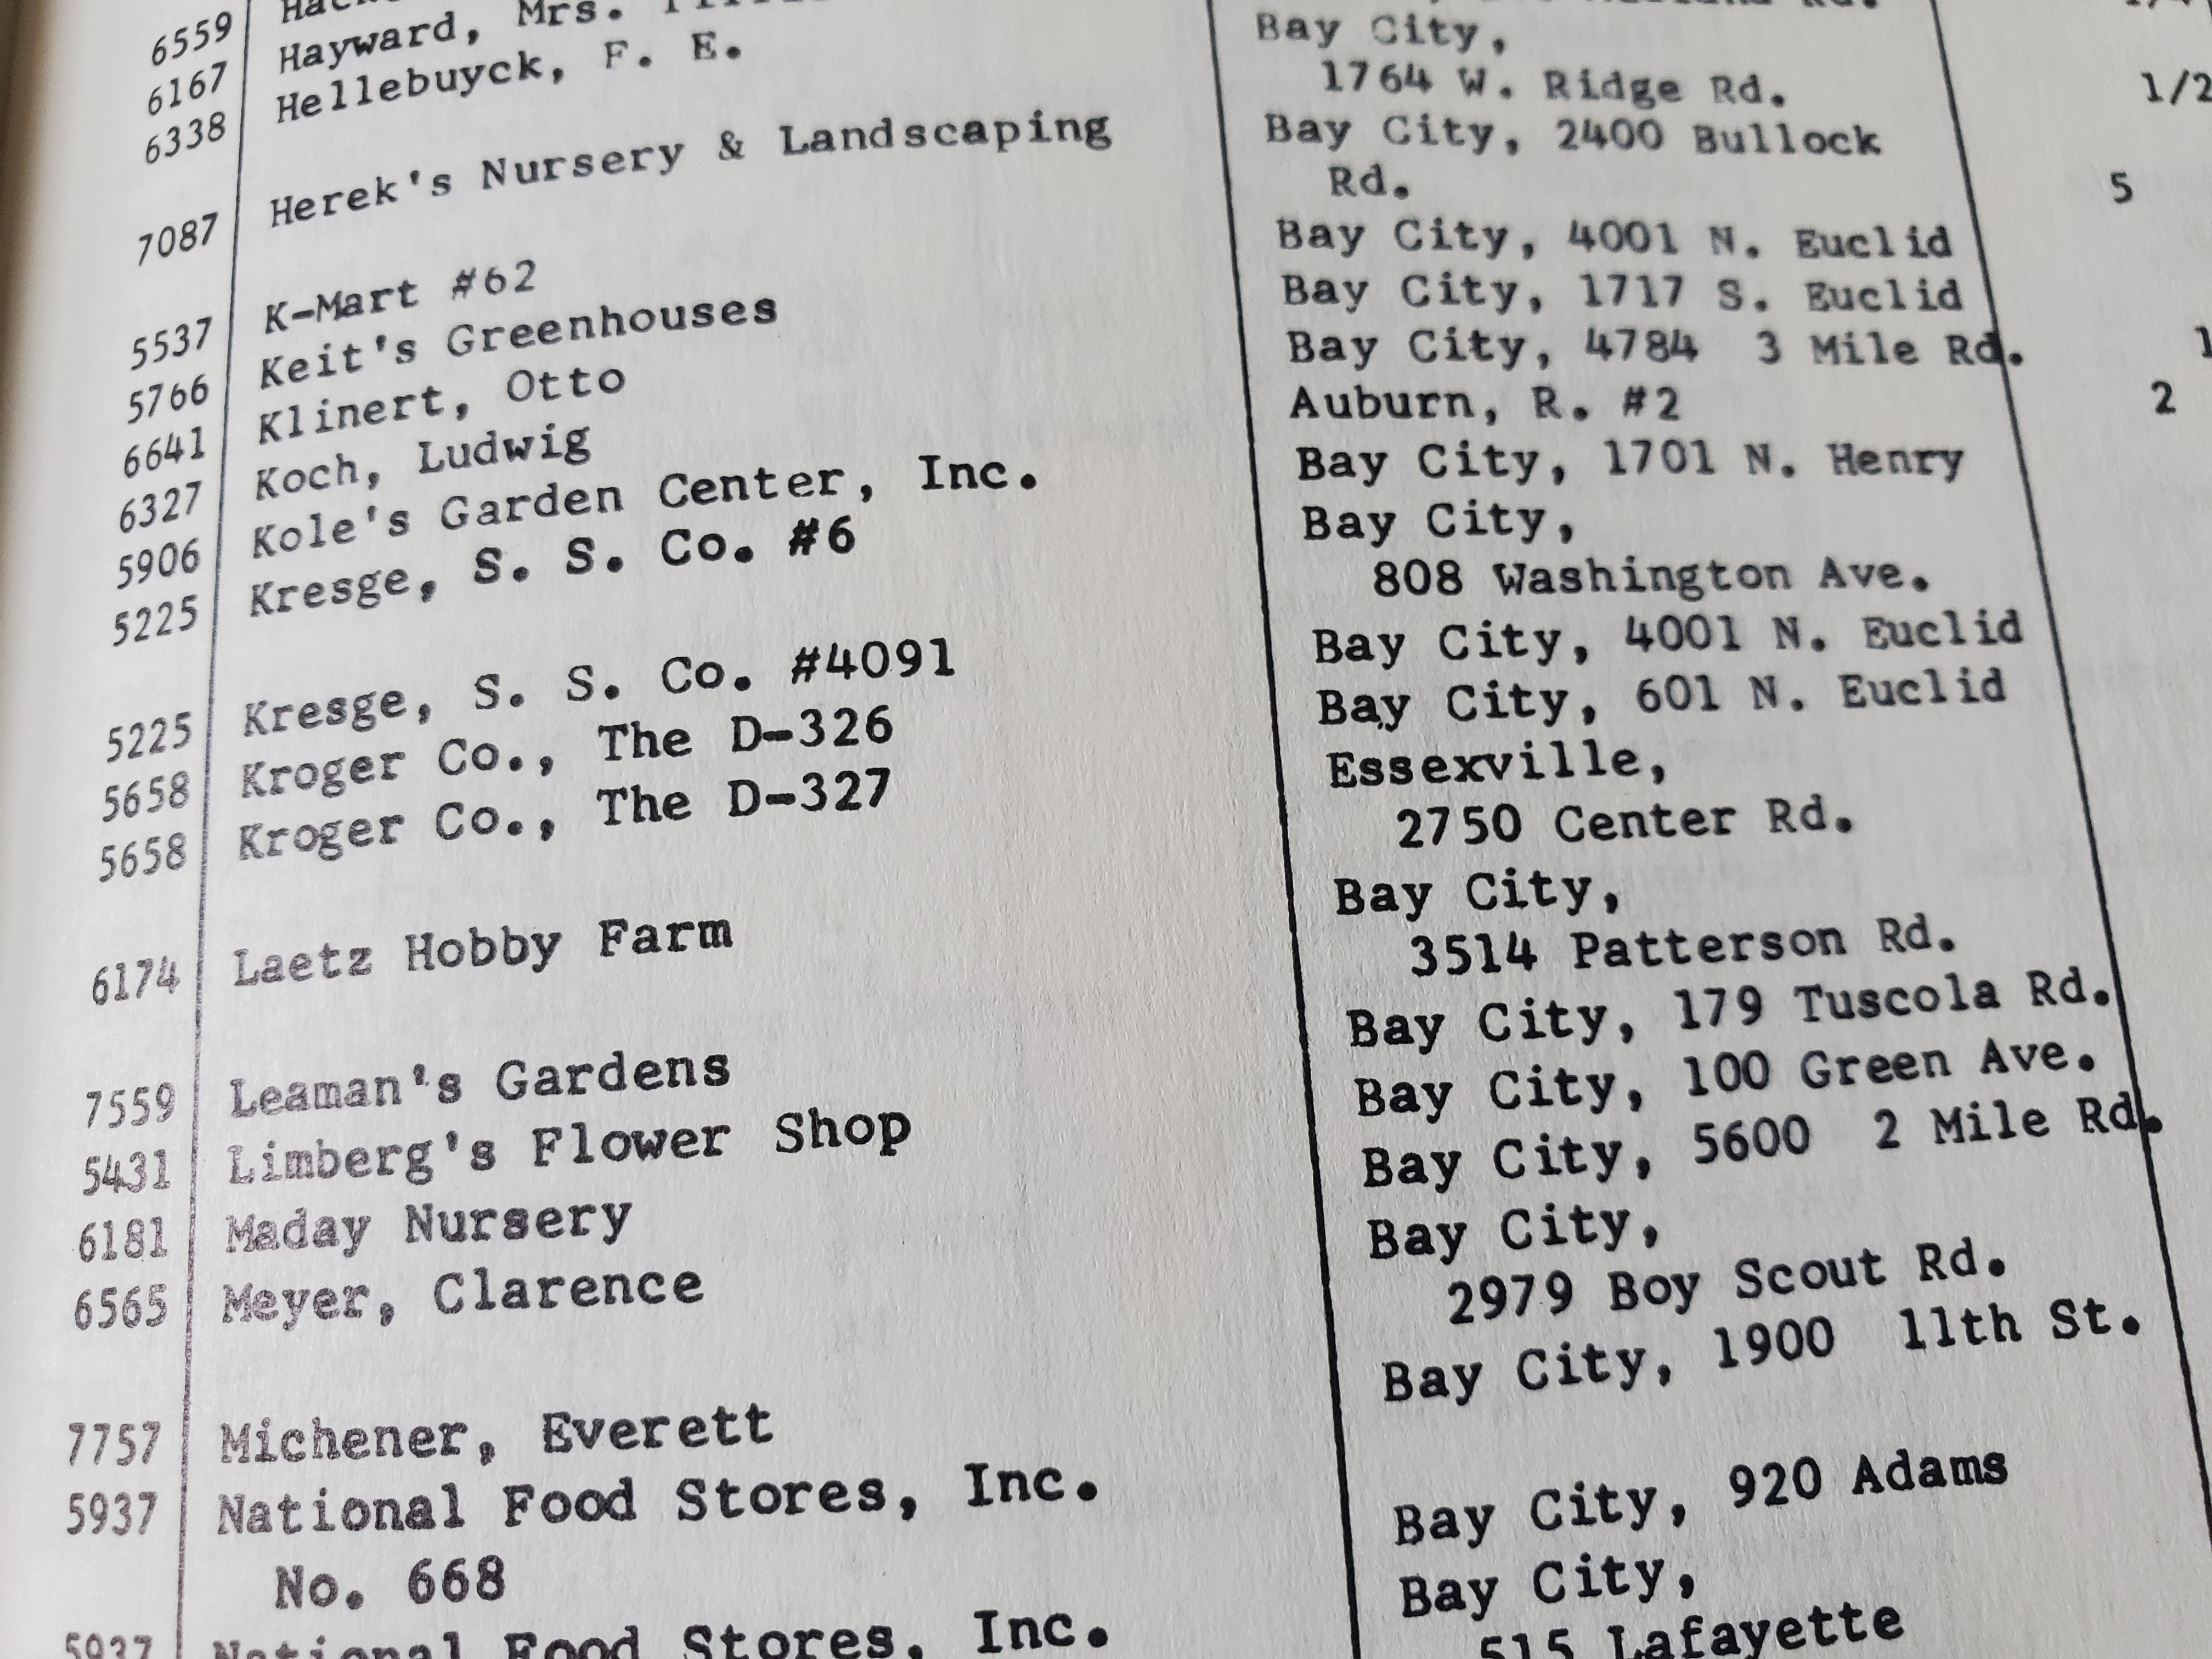 6559
6167 Hayward, Mrs.
6338 Hellebuyck, F. E. Bay City,
1764 W. Ridge Rd. 1/2
7087 Herek's Nursery & Landscaping Bay City, 2400 Bullock
Rd. 5
5537 K-Mart #62 Bay City, 4001 N. Euclid
5766 Keit's Greenhouses Bay City, 1717 S. Euclid
6641 Klinert, Otto Bay City, 4784 3 Mile Rd. 1
6327 Koch, Ludwig Auburn, R. #2 2
5906 Kole's Garden Center, Inc. Bay City, 1701 N. Henry
5225 Kresge, S. S. Co. #6 Bay City,
808 Washington Ave.
5225 Kresge, S. S. Co. #4091 Bay City, 4001 N. Euclid
5658 Kroger Co., The D-326 Bay City, 601 N. Euclid
5658 Kroger Co., The D-327 Essexville,
2750 Center Rd.
6174 Laetz Hobby Farm Bay City,
3514 Patterson Rd.
7559 Leaman's Gardens Bay City, 179 Tuscola Rd.
5431 Limberg's Flower Shop Bay City, 100 Green Ave.
6181 Maday Nursery Bay City, 5600 2 Mile Rd.
6565 Meyer, Clarence Bay City,
2979 Boy Scout Rd.
7757 Michener, Everett Bay City, 1900 11th St.
5937 National Food Stores, Inc.
No. 668 Bay City, 920 Adams
5937 National Food Stores, Inc. Bay City,
515 Lafayette